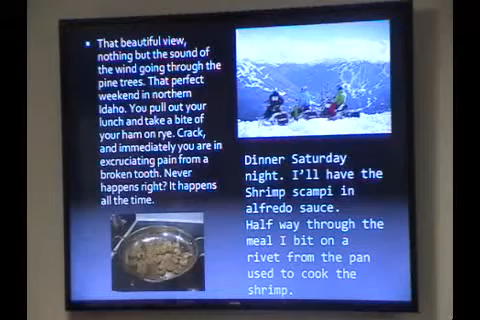 That beautiful view,
nothing but the sound of
the wind going through the
pine trees. That perfect
weekend in northern
Idaho. You pull out your
lunch and take a bite of
your ham on rye. Crack,
and immediately you are in
excruciating pain from a
broken tooth. Never
happens right? It happens
all the time.
Dinner Saturday
night. I'll have the
Shrimp scampi in
alfredo sauce.
Half way through the
meal I bit on a
rivet from the pan
used to cook the
shrimp.